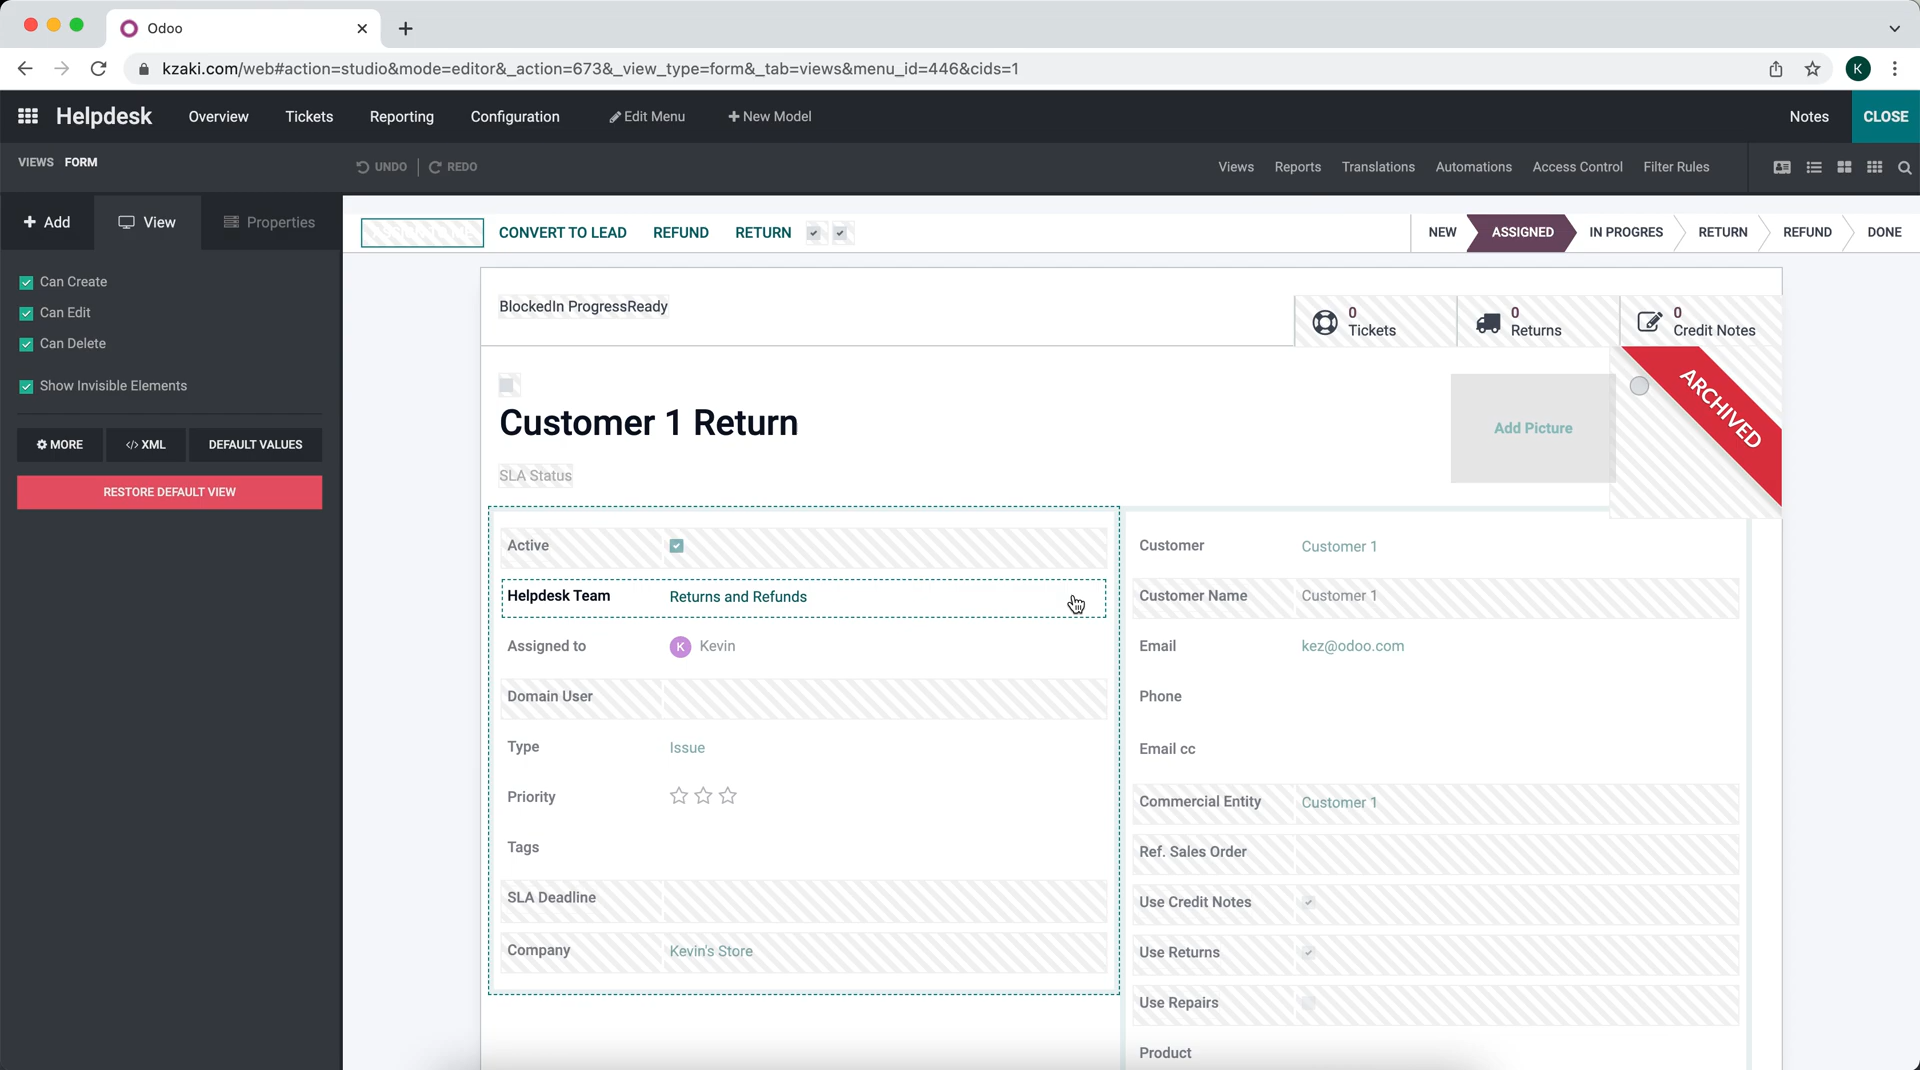 Odoo
kzaki.com/web#action=studio&mode=editor&_action=673&_view_type=form&_tab=views&menu_id=446&cids=1
K
Helpdesk Overview Tickets Reporting Configuration Edit Menu + New Model Notes CLOSE
VIEWS FORM UNDO REDO Views Reports Translations Automations Access Control Filter Rules
+ Add View Properties
CONVERT TO LEAD REFUND RETURN NEW ASSIGNED IN PROGRES RETURN REFUND DONE
Can Create
Can Edit
Can Delete
Show Invisible Elements
MORE </> XML DEFAULT VALUES
RESTORE DEFAULT VIEW
BlockedIn ProgressReady
0 Tickets
0 Returns
0 Credit Notes
Customer 1 Return
Add Picture
ARCHIVED
SLA Status
Active
Helpdesk Team Returns and Refunds
Assigned to K Kevin
Domain User
Type Issue
Priority
Tags
SLA Deadline
Company Kevin's Store
Customer Customer 1
Customer Name Customer 1
Email kez@odoo.com
Phone
Email cc
Commercial Entity Customer 1
Ref. Sales Order
Use Credit Notes
Use Returns
Use Repairs
Product